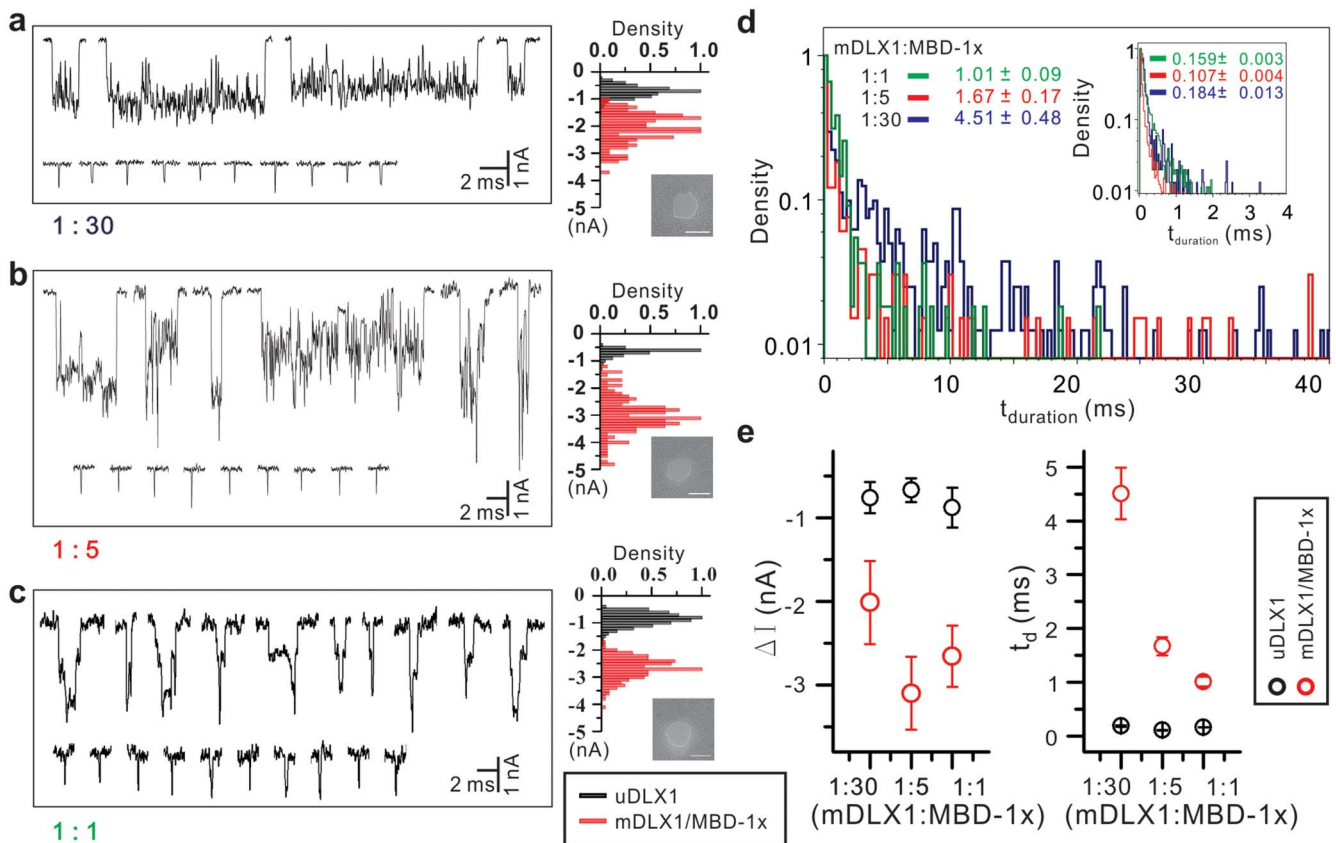 a
2 ms
1 nA
1:30
Density
0.0 0.5 1.0
0
-1
-2
-3
-4
-5
(nA)
b
2 ms
1 nA
1:5
Density
0.0 0.5 1.0
0
-1
-2
-3
-4
-5
(nA)
c
2 ms
1 nA
1:1
Density
0.0 0.5 1.0
0
-1
-2
-3
-4
-5
(nA)
uDLX1
mDLX1/MBD-1x
d
mDLX1:MBD-1x
1:1 1.01 ± 0.09
1:5 1.67 ± 0.17
1:30 4.51 ± 0.48
Density
1
0.1
0.01
0 10 20 30 40
tduration (ms)
0.159± 0.003
0.107± 0.004
0.184± 0.013
Density
1
0.1
0.01
0 1 2 3 4
tduration (ms)
e
Δ I (nA)
-1
-2
-3
1:30 1:5 1:1
(mDLX1:MBD-1x)
td (ms)
5
4
3
2
1
0
1:30 1:5 1:1
(mDLX1:MBD-1x)
uDLX1
mDLX1/MBD-1x